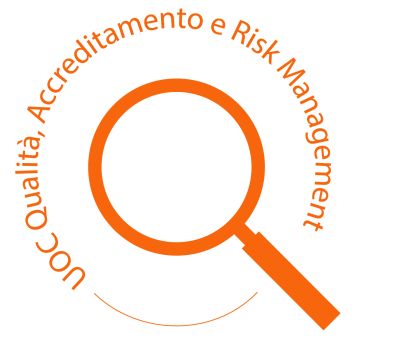 UOC Qualità, Accreditamento e Risk Management